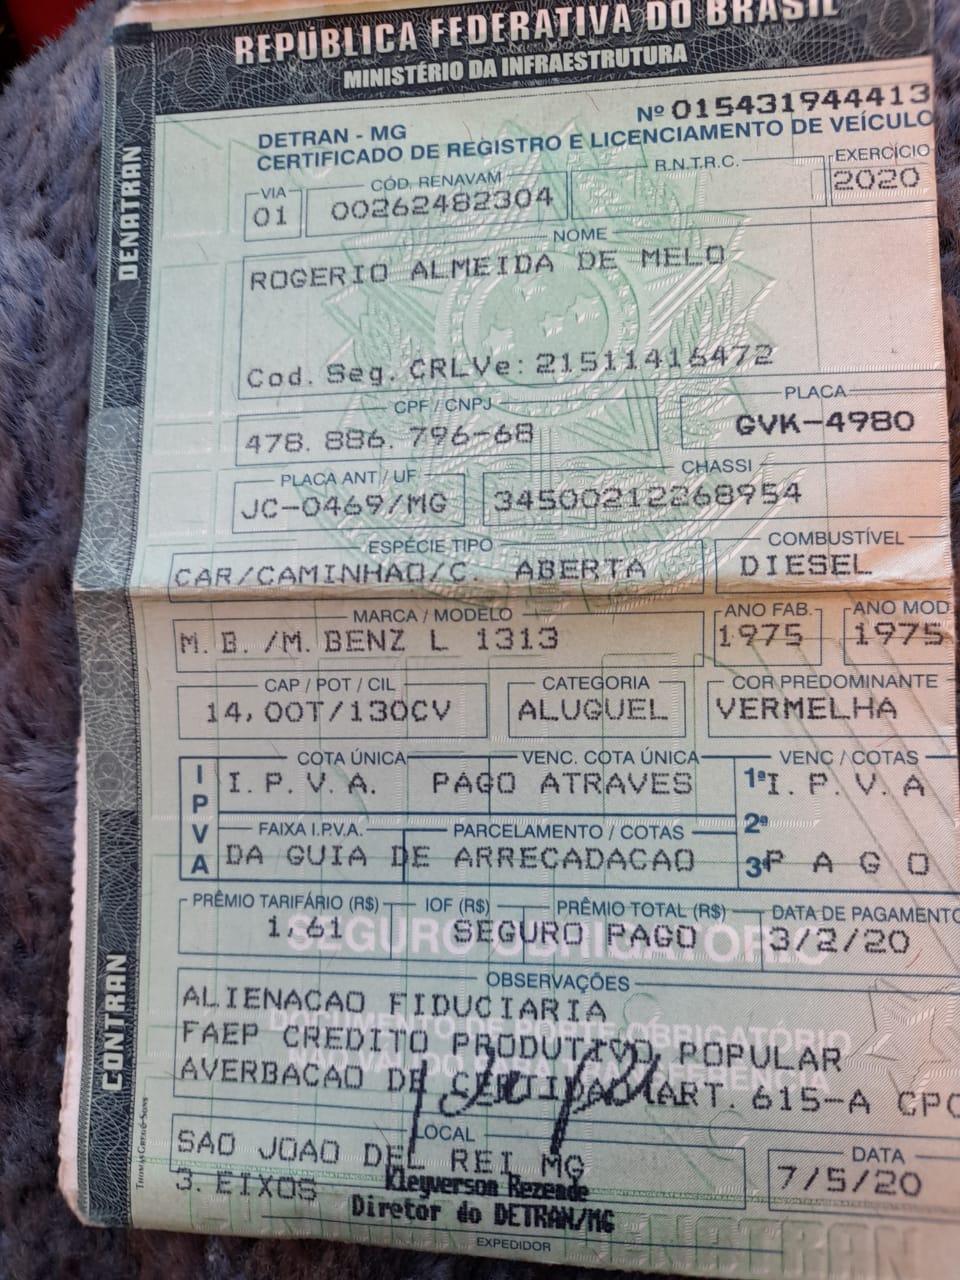 REPÚBLICA FEDERATIVA DO BRASIL
MINISTÉRIO DA INFRAESTRUTURA
DENATRAN
CONTRAN
DETRAN - MG
Nº 015431944413
CERTIFICADO DE REGISTRO E LICENCIAMENTO DE VEÍCULO
VIA
01
CÓD. RENAVAM
00262482304
R.N.T.R.C.
EXERCÍCIO
2020
NOME
ROGERIO ALMEIDA DE MELO
Cod. Seg. CRLVe: 21511416472
CPF / CNPJ
478. 886. 796-68
PLACA
GVK-4980
PLACA ANT / UF
JC-0469/MG
CHASSI
34500212268954
ESPÉCIE TIPO
CAR/CAMINHAO/C. ABERTA
COMBUSTÍVEL
DIESEL
MARCA / MODELO
M. B. /M. BENZ L 1313
ANO FAB.
1975
ANO MOD
1975
CAP / POT / CIL
14, 00T/130CV
CATEGORIA
ALUGUEL
COR PREDOMINANTE
VERMELHA
IPVA
COTA ÚNICA
VENC. COTA ÚNICA
VENC / COTAS
I. P. V. A. PAGO ATRAVES
1ª I. P. V. A
2ª
FAIXA I.P.V.A.
PARCELAMENTO / COTAS
DA GUIA DE ARRECADACAO
3ª P A G O
PRÊMIO TARIFÁRIO (R$)
1, 61
IOF (R$)
PRÊMIO TOTAL (R$)
SEGURO PAGO
DATA DE PAGAMENTO
3/2/20
SEGURO OBRIGATÓRIO
OBSERVAÇÕES
ALIENACAO FIDUCIARIA
FAEP CREDITO PRODUTIVO POPULAR
AVERBACAO DE CERTIDAO ART. 615-A CPC
DOCUMENTO DE PORTE OBRIGATÓRIO
NÃO VÁLIDO PARA TRANSFERÊNCIA
LOCAL
SAO JOAO DEL REI MG
3. EIXOS
DATA
7/5/20
Kleyverson Rezende
Diretor do DETRAN/MG
EXPEDIDOR